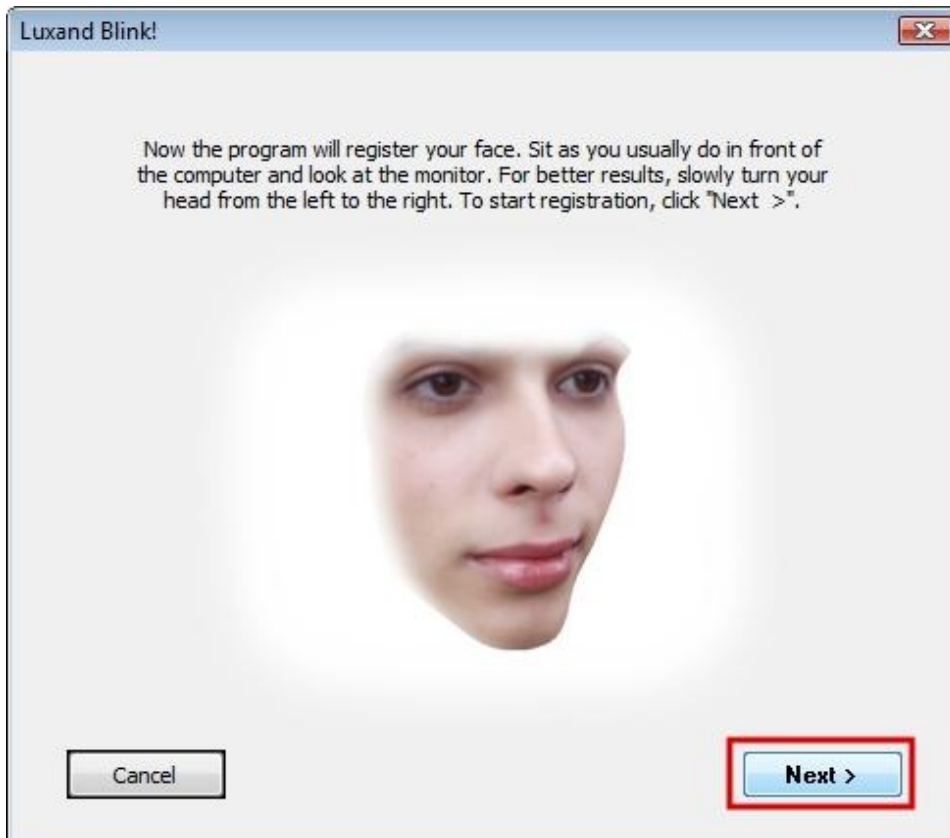 Luxand Blink!
Now the program will register your face. Sit as you usually do in front of
the computer and look at the monitor. For better results, slowly turn your
head from the left to the right. To start registration, click "Next  >".
Cancel
Next >